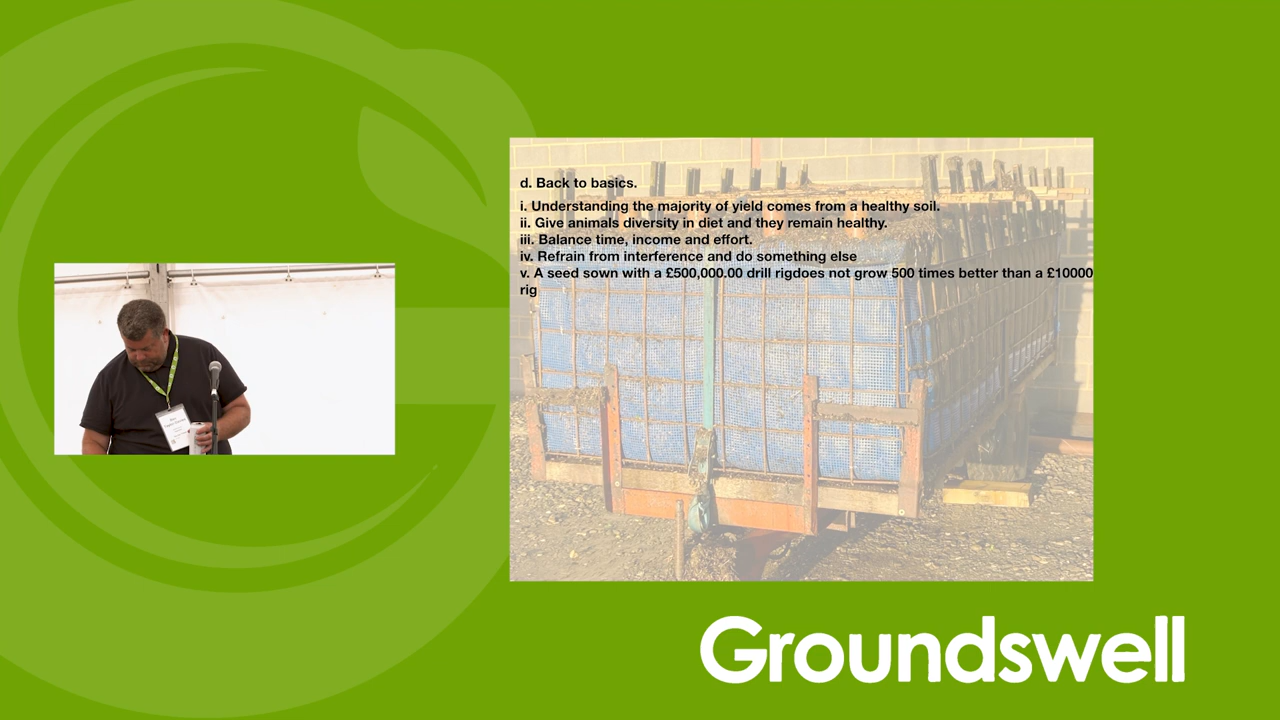 d. Back to basics.
i. Understanding the majority of yield comes from a healthy soil.
ii. Give animals diversity in diet and they remain healthy.
iii. Balance time, income and effort.
iv. Refrain from interference and do something else
v. A seed sown with a £500,000.00 drill rigdoes not grow 500 times better than a £10000
rig
Groundswell